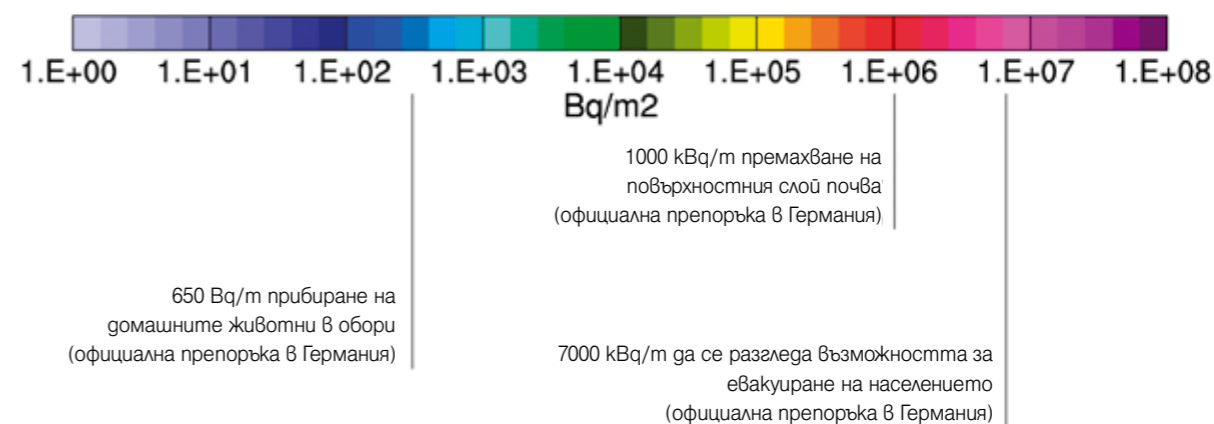 1.E+00 1.E+01 1.E+02 1.E+03 1.E+04 1.E+05 1.E+06 1.E+07 1.E+08
Bq/m2
1000 kBq/m премахване на
повърхностния слой почва
(официална препоръка в Германия)
650 Bq/m прибиране на
домашните животни в обори
(официална препоръка в Германия)
7000 kBq/m да се разгледа възможността за
евакуиране на населението
(официална препоръка в Германия)